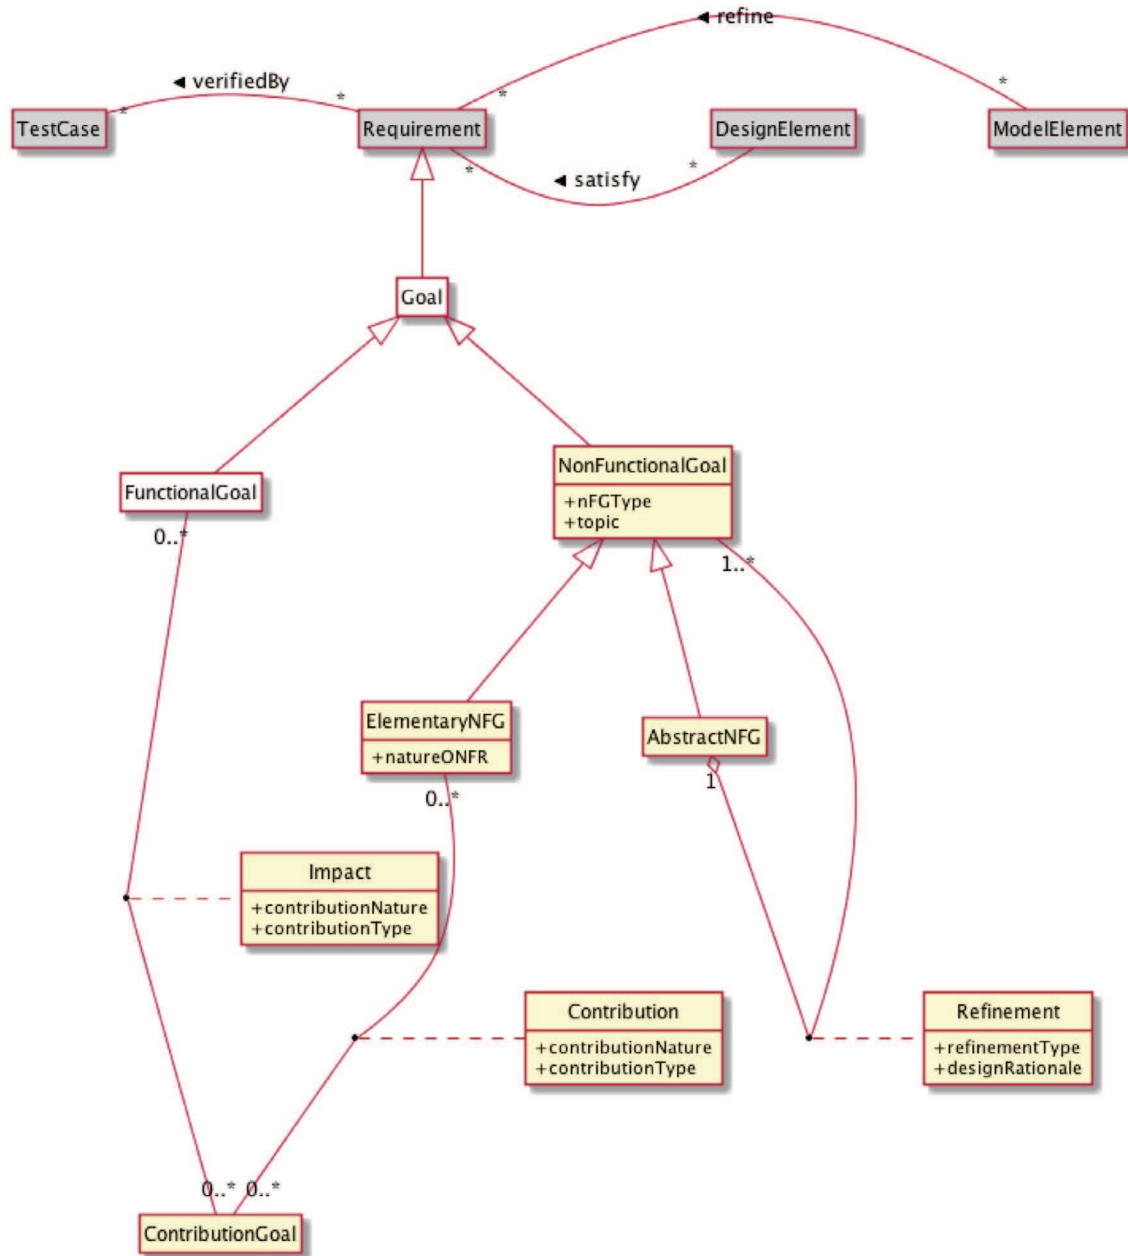 ◄ refine
◄ verifiedBy
*
*
*
*
TestCase
Requirement
DesignElement
ModelElement
*
*
◄ satisfy
Goal
FunctionalGoal
0..*
NonFunctionalGoal
+nFGType
+topic
1..*
ElementaryNFG
+natureONFR
0..*
AbstractNFG
1
Impact
+contributionNature
+contributionType
Contribution
+contributionNature
+contributionType
Refinement
+refinementType
+designRationale
0..* 0..*
ContributionGoal